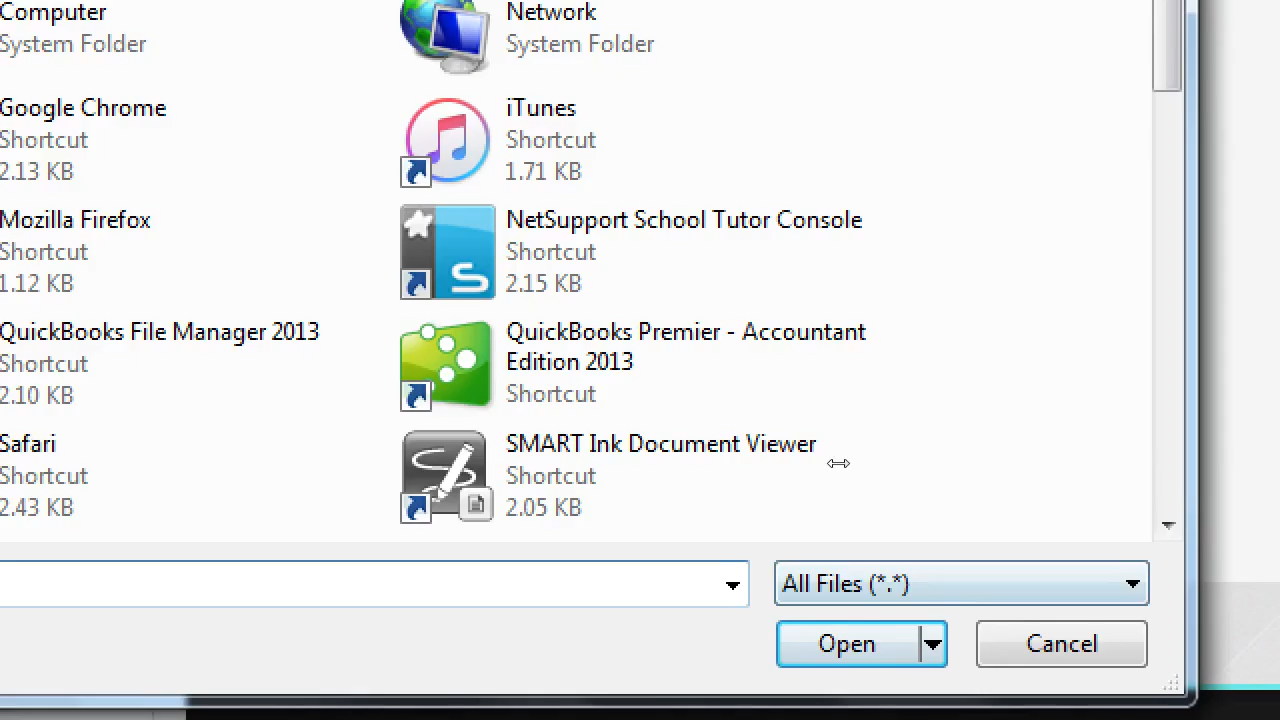 Computer
System Folder
Network
System Folder
Google Chrome
Shortcut
2.13 KB
iTunes
Shortcut
1.71 KB
Mozilla Firefox
Shortcut
1.12 KB
NetSupport School Tutor Console
Shortcut
2.15 KB
QuickBooks File Manager 2013
Shortcut
2.10 KB
QuickBooks Premier - Accountant
Edition 2013
Shortcut
Safari
Shortcut
2.43 KB
SMART Ink Document Viewer
Shortcut
2.05 KB
All Files (*.*)
Open
Cancel